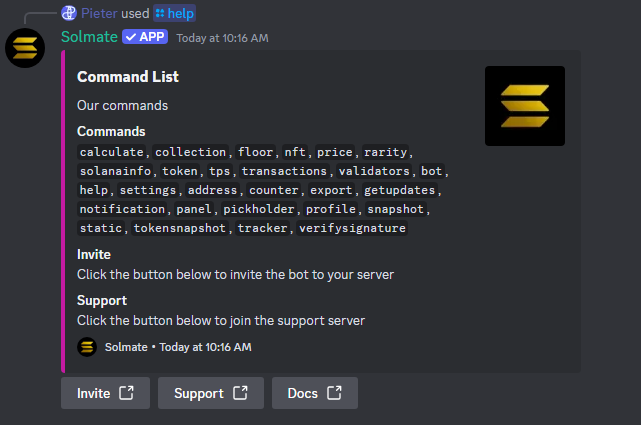 Pieter used help
Solmate APP Today at 10:16 AM
Command List
Our commands
Commands
calculate, collection, floor, nft, price, rarity,
solanainfo, token, tps, transactions, validators, bot,
help, settings, address, counter, export, getupdates,
notification, panel, pickholder, profile, snapshot,
static, tokensnapshot, tracker, verifysignature
Invite
Click the button below to invite the bot to your server
Support
Click the button below to join the support server
Solmate • Today at 10:16 AM
Invite Support Docs